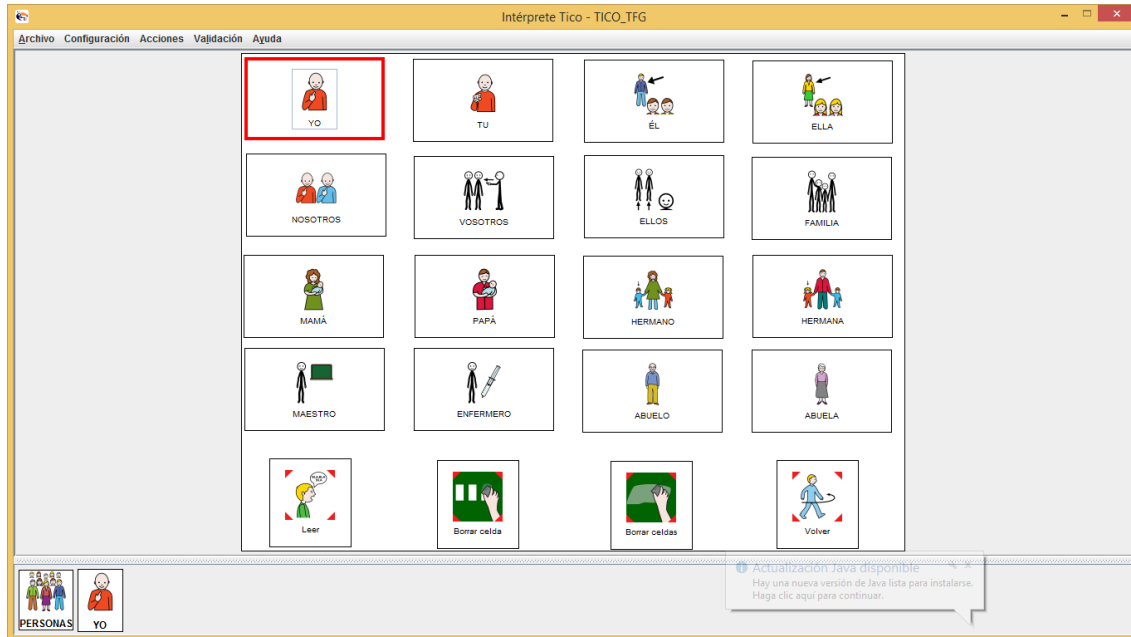 Intérprete Tico - TICO_TFG
Archivo Configuración Acciones Validación Ayuda
YO
TU
ÉL
ELLA
NOSOTROS
VOSOTROS
ELLOS
FAMILIA
MAMÁ
PAPÁ
HERMANO
HERMANA
MAESTRO
ENFERMERO
ABUELO
ABUELA
Leer
Borrar celda
Borrar celdas
Volver
Actualización Java disponible
Hay una nueva versión de Java lista para instalarse.
Haga clic aquí para continuar.
PERSONAS
YO